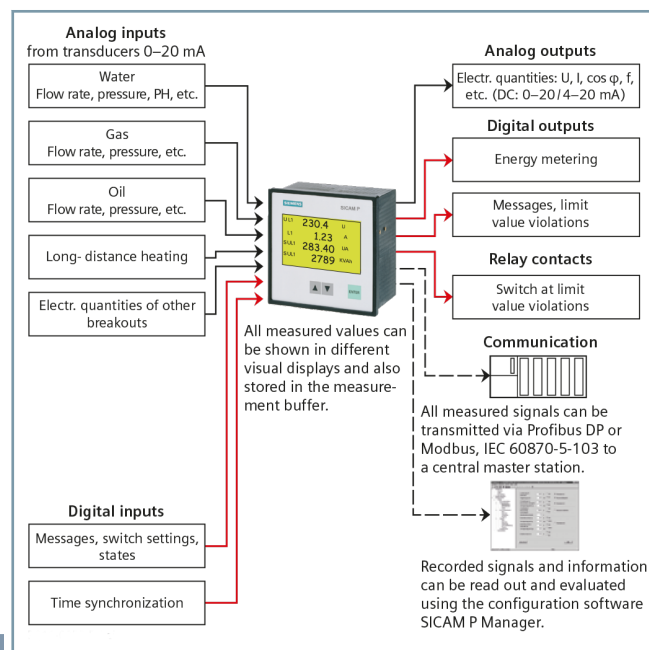 Analog inputs
from transducers 0–20 mA
Water
Flow rate, pressure, PH, etc.
Gas
Flow rate, pressure, etc.
Oil
Flow rate, pressure, etc.
Long- distance heating
Electr. quantities of other
breakouts
Digital inputs
Messages, switch settings,
states
Time synchronization
SIEMENS
SICAM P
UL1 230.4 U
L1 1.23 A
SUL1 283.40 UA
SUL1 2789 KVAh
ENTER
All measured values can
be shown in different
visual displays and also
stored in the measure-
ment buffer.
Analog outputs
Electr. quantities: U, I, cos φ, f,
etc. (DC: 0–20/4–20 mA)
Digital outputs
Energy metering
Messages, limit
value violations
Relay contacts
Switch at limit
value violations
Communication
All measured signals can be
transmitted via Profibus DP or
Modbus, IEC 60870-5-103 to
a central master station.
Recorded signals and information
can be read out and evaluated
using the configuration software
SICAM P Manager.